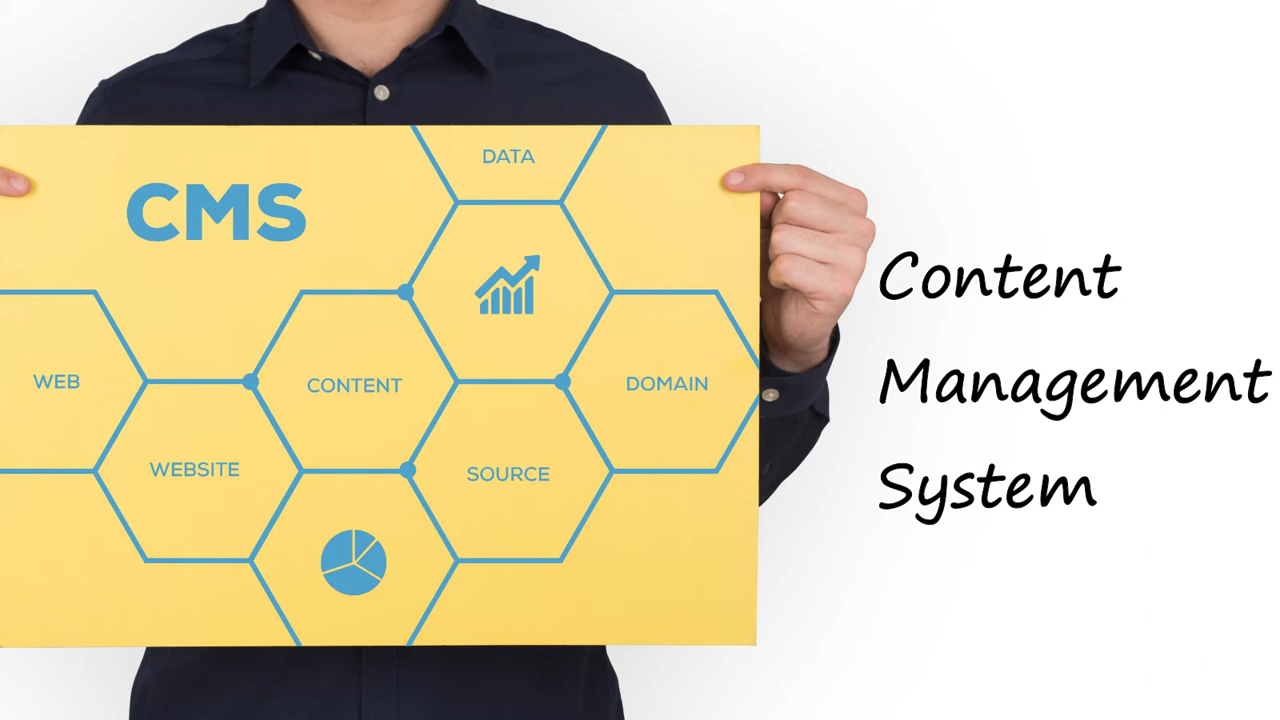 CMS
DATA
WEB
WEBSITE
CONTENT
SOURCE
DOMAIN
Content
Management
System